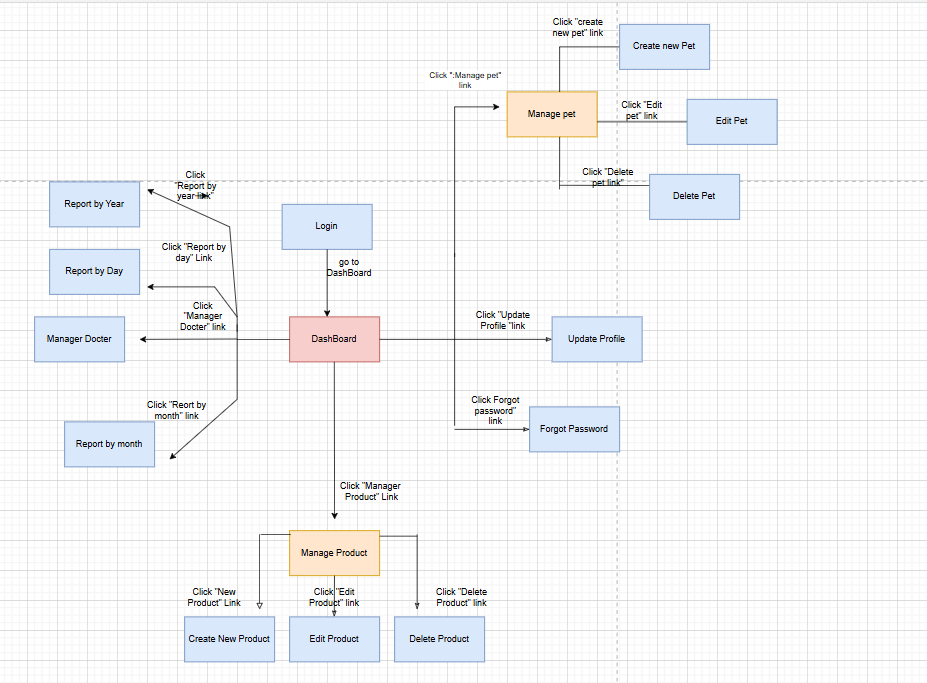 Click "create
new pet" link
Create new Pet
Click ":Manage pet"
link
Manage pet
Click "Edit
pet" link
Edit Pet
Click "Delete
pet link"
Delete Pet
Click
"Report by
year link"
Report by Year
Login
Click "Report by
day" Link
go to
DashBoard
Report by Day
Click
"Manager
Docter" link
Manager Docter
DashBoard
Click "Update
Profile "link
Update Profile
Click "Reort by
month" link
Report by month
Click Forgot
password"
link
Forgot Password
Click "Manager
Product" Link
Manage Product
Click "New
Product" Link
Click "Edit
Product" link
Click "Delete
Product" link
Create New Product
Edit Product
Delete Product